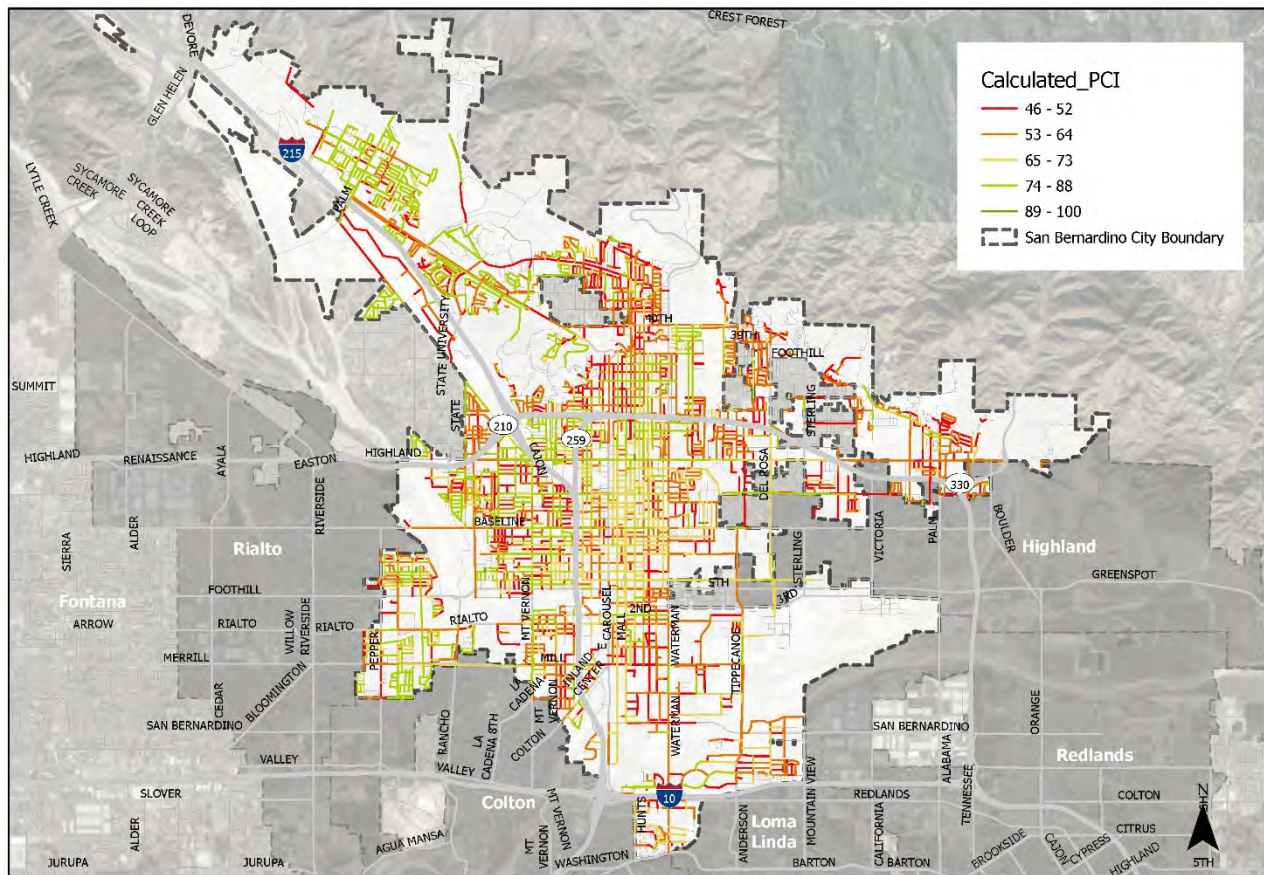 CREST FOREST
DEVORE
GLEN HELEN
215
Calculated_PCI
46 - 52
53 - 64
65 - 73
74 - 88
89 - 100
San Bernardino City Boundary
LYTLE CREEK
SYCAMORE
CREEK
SYCAMORE
CREEK
LOOP
PALM
STATE UNIVERSITY
40TH
39TH
FOOTHILL
SUMMIT
STATE
STERLING
210
259
CAJON
HIGHLAND
RENAISSANCE
AYALA
EASTON
HIGHLAND
DEL ROSA
330
RIVERSIDE
ALDER
SIERRA
BASELINE
VICTORIA
PALM
BOULDER
Rialto
Highland
STERLING
5TH
GREENSPOT
FOOTHILL
3RD
Fontana
ARROW
RIALTO
WILLOW
RIVERSIDE
RIALTO
RIALTO
MT VERNON
E CAROUSEL
MALL
2ND
WATERMAN
TIPPECANOE
MERRILL
PEPPER
MILL
INLAND
CENTER
CEDAR
BLOOMINGTON
LA
CADENA
MT
VERNON
ORANGE
SAN BERNARDINO
RANCHO
LA
CADENA 8TH
COLTON
WATERMAN
SAN BERNARDINO
ALABAMA
Redlands
VALLEY
VALLEY
MOUNTAIN VIEW
TENNESSEE
SLOVER
Colton
HUNTS
10
REDLANDS
COLTON
ALDER
AGUA MANSA
MT VERNON
MT
VERNON
ANDERSON
Loma
Linda
CALIFORNIA
CITRUS
BROOKSIDE
CAJON
CYPRESS
HIGHLAND
JURUPA
JURUPA
WASHINGTON
BARTON
BARTON
5TH